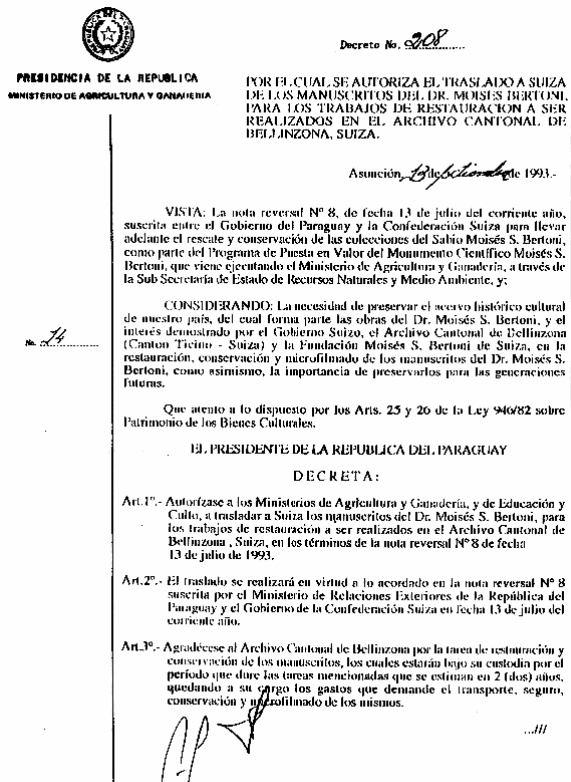 Decreto No. 208
PRESIDENCIA DE LA REPUBLICA
MINISTERIO DE AGRICULTURA Y GANADERIA
POR EL CUAL SE AUTORIZA EL TRASLADO A SUIZA
DE LOS MANUSCRITOS DEL DR. MOISES BERTONI,
PARA LOS TRABAJOS DE RESTAURACION A SER
REALIZADOS EN EL ARCHIVO CANTONAL DE
BELLINZONA, SUIZA.
Asunción, 13 de de 1993.-
VISTA: La nota reversal Nº 8, de fecha 13 de julio del corriente año,
suscrita entre el Gobierno del Paraguay y la Confederación Suiza para llevar
adelante el rescate y conservación de las colecciones del Sabio Moisés S. Bertoni,
como parte del Programa de Puesta en Valor del Monumento Científico Moisés S.
Bertoni, que viene ejecutando el Ministerio de Agricultura y Ganadería, a través de
la Sub Secretaría de Estado de Recursos Naturales y Medio Ambiente, y;
CONSIDERANDO: La necesidad de preservar el acervo histórico cultural
de nuestro país, del cual forma parte las obras del Dr. Moisés S. Bertoni, y el
interés demostrado por el Gobierno Suizo, el Archivo Cantonal de Bellinzona
(Canton Ticino - Suiza) y la Fundación Moisés S. Bertoni de Suiza, en la
restauración, conservación y microfilmado de los manuscritos del Dr. Moisés S.
Bertoni, como asimismo, la importancia de preservarlos para las generaciones
futuras.
No. 14
Que atento a lo dispuesto por los Arts. 25 y 26 de la Ley 946/82 sobre
Patrimonio de los Bienes Culturales.
EL PRESIDENTE DE LA REPUBLICA DEL PARAGUAY
DECRETA:
Art.1º.- Autorízase a los Ministerios de Agricultura y Ganadería, y de Educación y
Culto, a trasladar a Suiza los manuscritos del Dr. Moisés S. Bertoni, para
los trabajos de restauración a ser realizados en el Archivo Cantonal de
Bellinzona , Suiza, en los términos de la nota reversal Nº 8 de fecha
13 de julio de 1993.
Art.2º.- El traslado se realizará en virtud a lo acordado en la nota reversal Nº 8
suscrita por el Ministerio de Relaciones Exteriores de la República del
Paraguay y el Gobierno de la Confederación Suiza en fecha 13 de julio del
corriente año.
Art.3º.- Agradécese al Archivo Cantonal de Bellinzona por la tarea de restauración y
conservación de los manuscritos, los cuales estarán bajo su custodia por el
período que dure las tareas mencionadas que se estiman en 2 (dos) años,
quedando a su cargo los gastos que demande el transporte, seguro,
conservación y microfilmado de los mismos.
...///